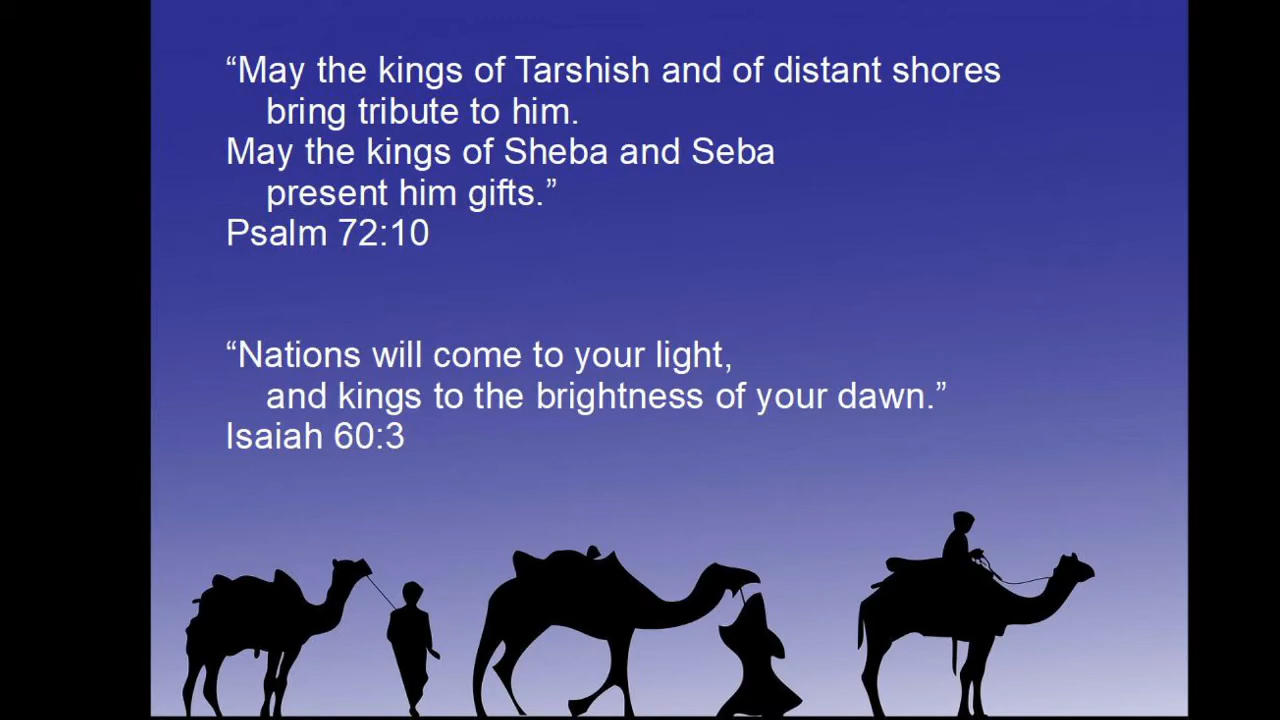 “May the kings of Tarshish and of distant shores
bring tribute to him.
May the kings of Sheba and Seba
present him gifts.”
Psalm 72:10
“Nations will come to your light,
and kings to the brightness of your dawn.”
Isaiah 60:3